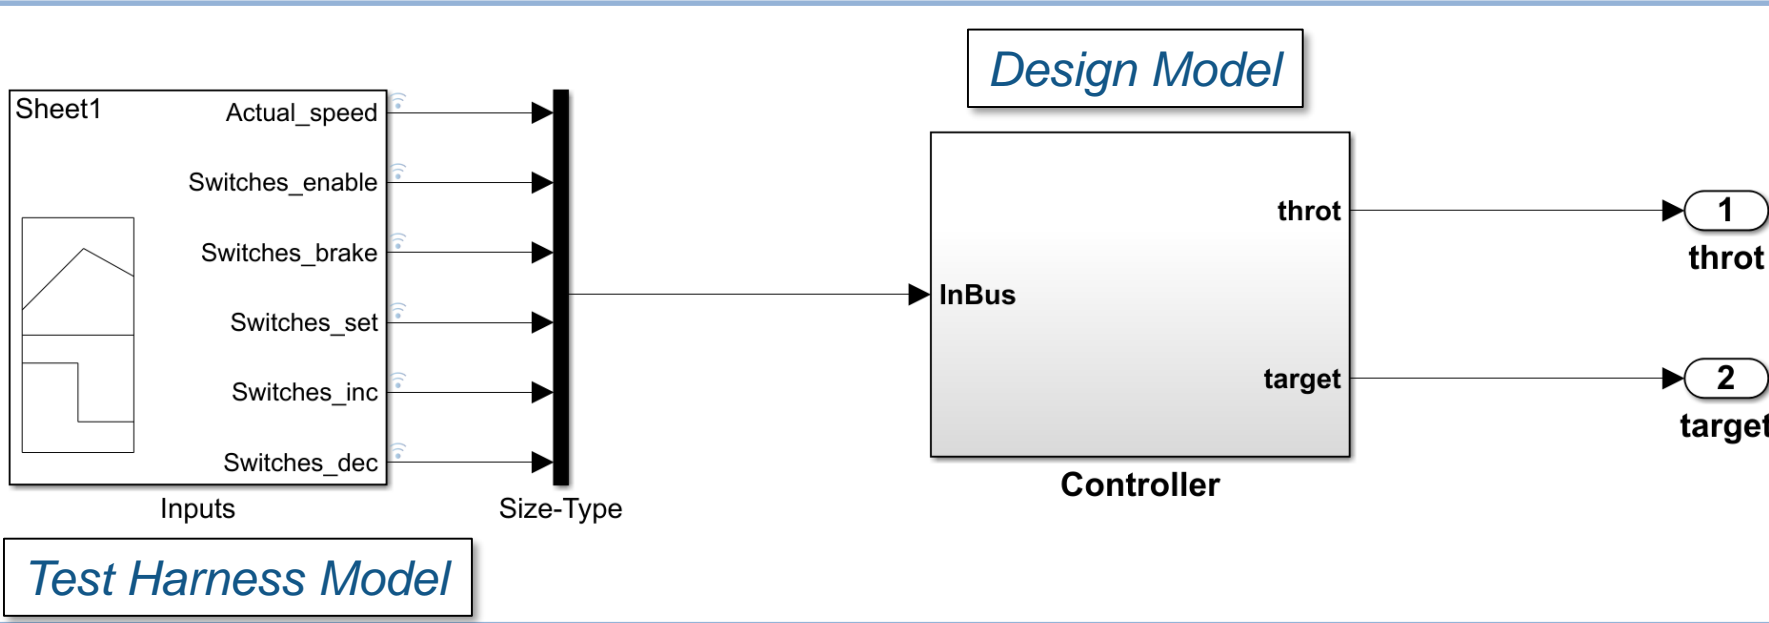 Design Model
Sheet1
Actual_speed
Switches_enable
Switches_brake
Switches_set
Switches_inc
Switches_dec
Inputs
Size-Type
InBus
throt
target
Controller
1
throt
2
target
Test Harness Model